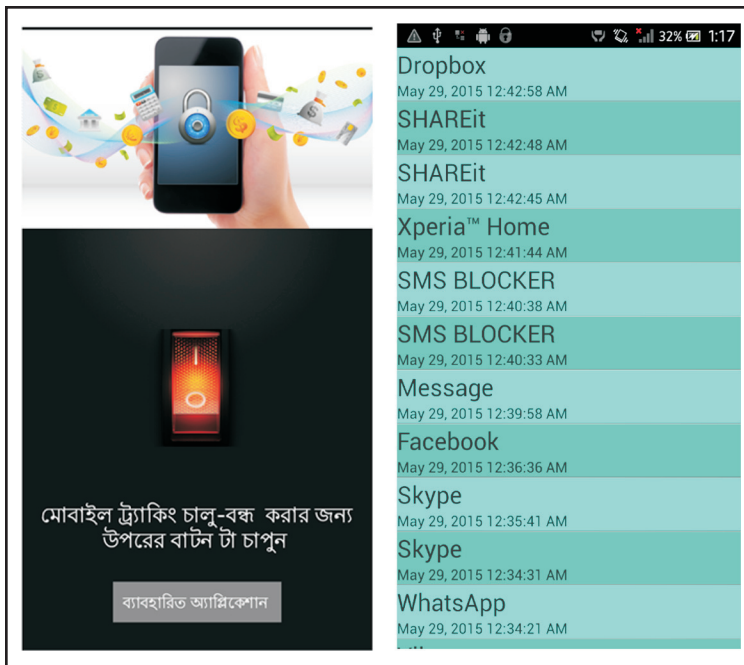 মোবাইল ট্র্যাকিং চালু-বন্ধ করার জন্য
উপরের বাটন টা চাপুন
ব্যাবহারিত অ্যাপ্লিকেশান
32% 1:17
Dropbox
May 29, 2015 12:42:58 AM
SHAREit
May 29, 2015 12:42:48 AM
SHAREit
May 29, 2015 12:42:45 AM
Xperia™ Home
May 29, 2015 12:41:44 AM
SMS BLOCKER
May 29, 2015 12:40:38 AM
SMS BLOCKER
May 29, 2015 12:40:33 AM
Message
May 29, 2015 12:39:58 AM
Facebook
May 29, 2015 12:36:36 AM
Skype
May 29, 2015 12:35:41 AM
Skype
May 29, 2015 12:34:31 AM
WhatsApp
May 29, 2015 12:34:21 AM